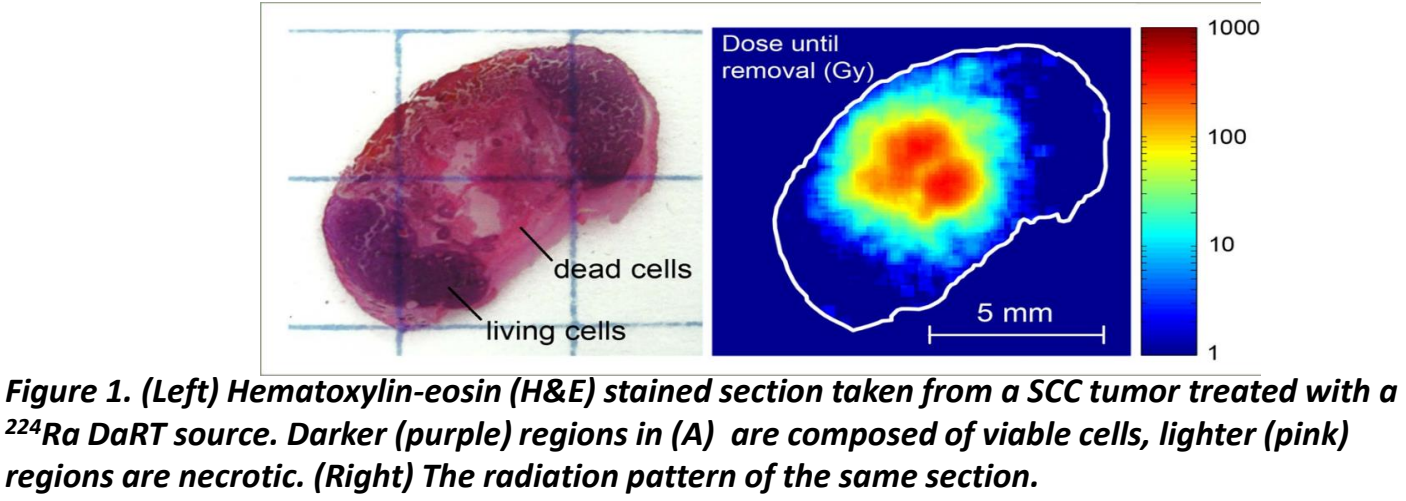 Dose until
removal (Gy)
1000
100
10
1
dead cells
living cells
5 mm
Figure 1. (Left) Hematoxylin-eosin (H&E) stained section taken from a SCC tumor treated with a
²²⁴Ra DaRT source. Darker (purple) regions in (A) are composed of viable cells, lighter (pink)
regions are necrotic. (Right) The radiation pattern of the same section.